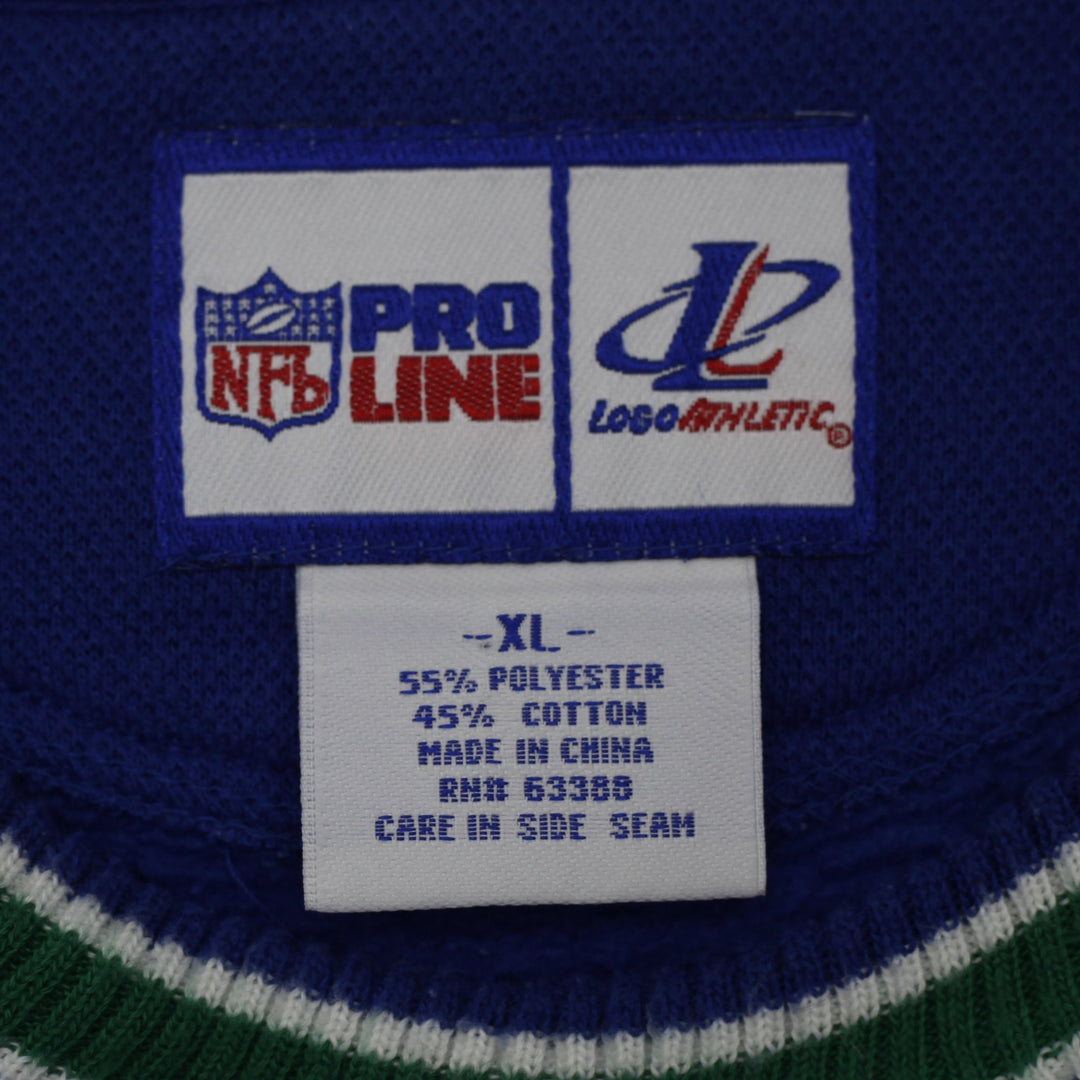 NFL PRO
LINE
LOGO ATHLETIC ®
-XL-
55% POLYESTER
45% COTTON
MADE IN CHINA
RN# 63388
CARE IN SIDE SEAM